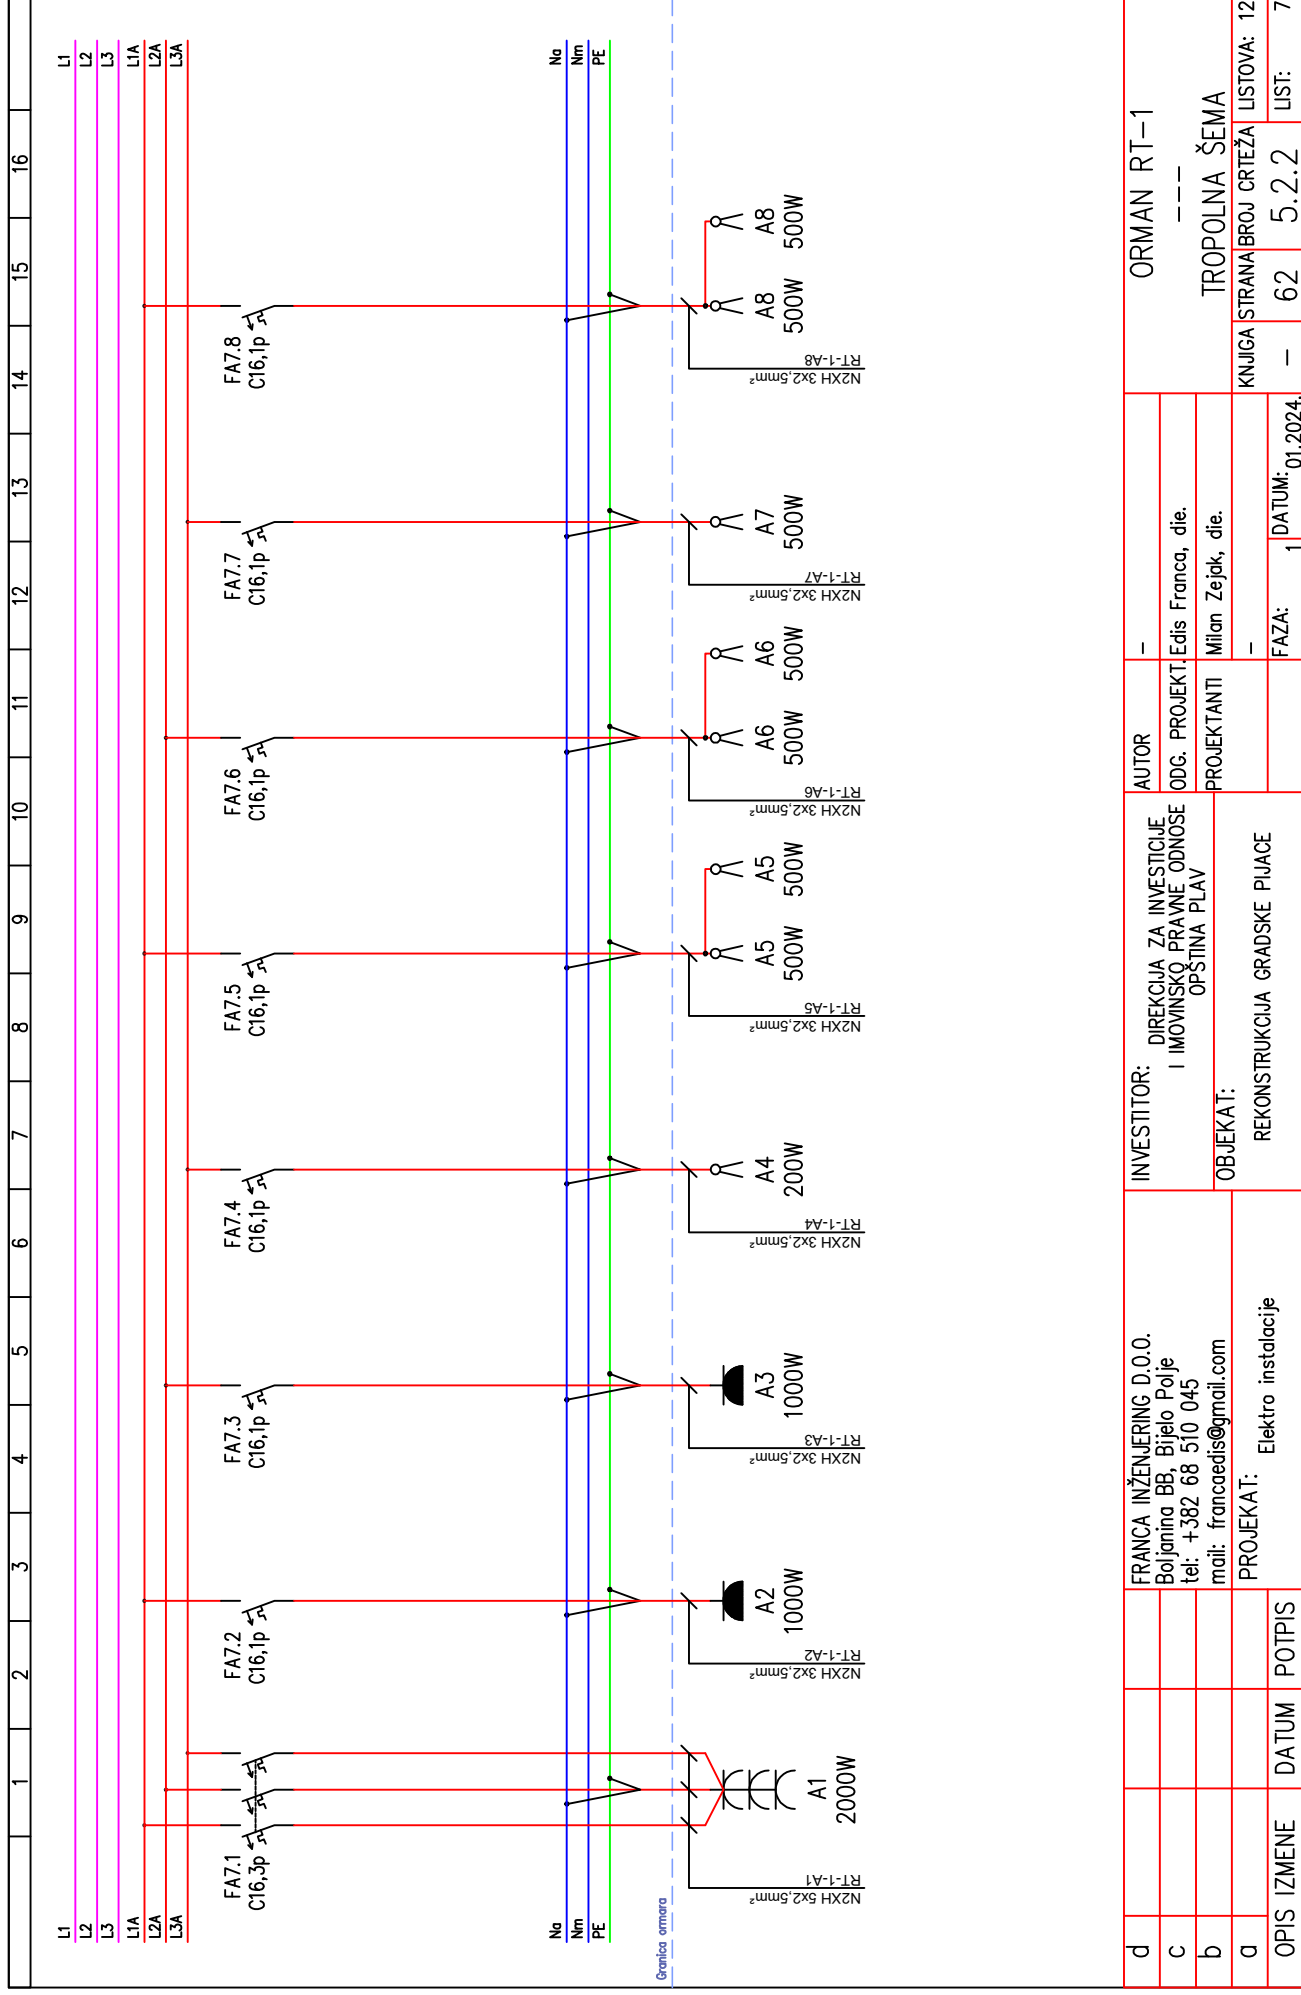 1
2
3
4
5
6
7
8
9
10
11
12
13
14
15
16
L1
L2
L3
L1A
L2A
L3A
L1
L2
L3
L1A
L2A
L3A
FA7.1
C16,3p
FA7.2
C16,1p
FA7.3
C16,1p
FA7.4
C16,1p
FA7.5
C16,1p
FA7.6
C16,1p
FA7.7
C16,1p
FA7.8
C16,1p
Na
Nm
PE
Na
Nm
PE
Granica ormara
RT-1-A1
N2XH 5x2,5mm²
A1
2000W
RT-1-A2
N2XH 3x2,5mm²
A2
1000W
RT-1-A3
N2XH 3x2,5mm²
A3
1000W
RT-1-A4
N2XH 3x2,5mm²
A4
200W
RT-1-A5
N2XH 3x2,5mm²
A5
500W
A5
500W
RT-1-A6
N2XH 3x2,5mm²
A6
500W
A6
500W
RT-1-A7
N2XH 3x2,5mm²
A7
500W
RT-1-A8
N2XH 3x2,5mm²
A8
500W
A8
500W
d
c
b
a
OPIS IZMENE
DATUM
POTPIS
FRANCA INŽENJERING D.O.O.
Boljanina BB, Bijelo Polje
tel: +382 68 510 045
mail: francaedis@gmail.com
PROJEKAT:
Elektro instalacije
INVESTITOR:
DIREKCIJA ZA INVESTICIJE
I IMOVINSKO PRAVNE ODNOSE
OPŠTINA PLAV
OBJEKAT:
REKONSTRUKCIJA GRADSKE PIJACE
AUTOR
-
ODG. PROJEKT.
Edis Franca, die.
PROJEKTANTI
Milan Zejak, die.
-
FAZA:
1
DATUM:
01.2024.
ORMAN RT-1
---
TROPOLNA ŠEMA
KNJIGA
-
STRANA
62
BROJ CRTEŽA
5.2.2
LISTOVA: 12
LIST: 7